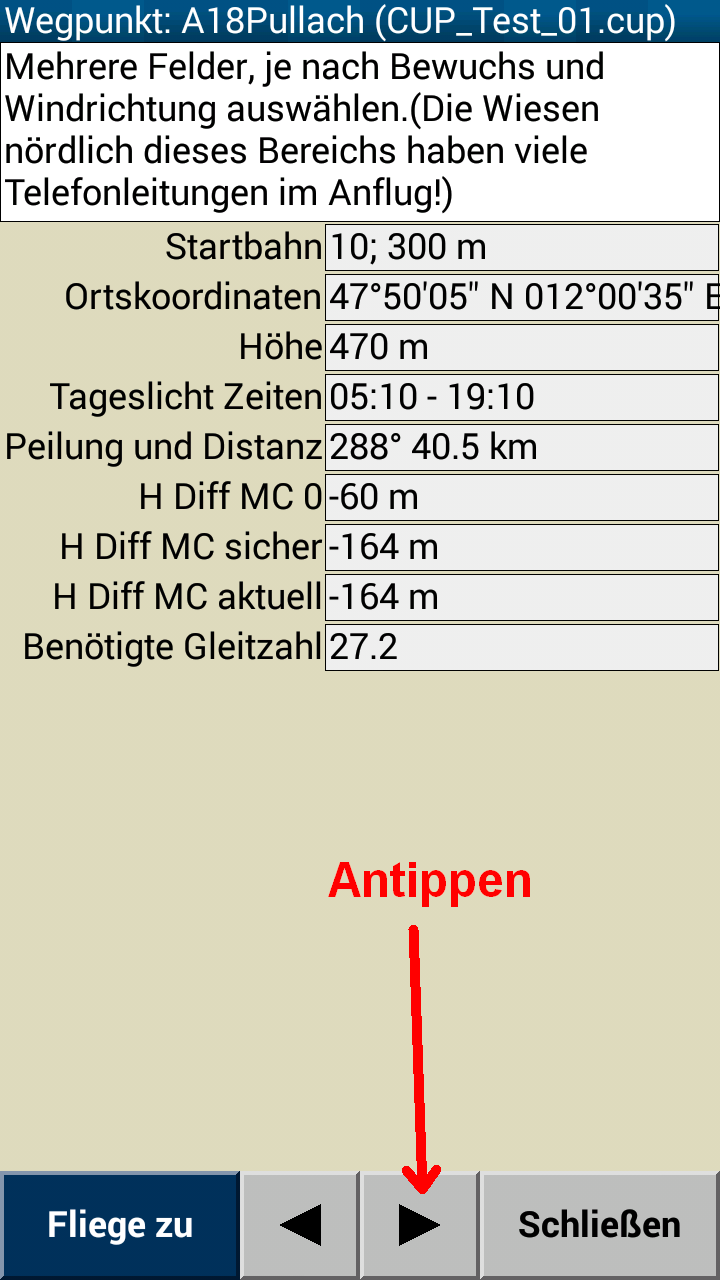 Wegpunkt: A18Pullach (CUP_Test_01.cup)
Mehrere Felder, je nach Bewuchs und
Windrichtung auswählen.(Die Wiesen
nördlich dieses Bereichs haben viele
Telefonleitungen im Anflug!)
Startbahn 10; 300 m
Ortskoordinaten 47°50'05" N 012°00'35" E
Höhe 470 m
Tageslicht Zeiten 05:10 - 19:10
Peilung und Distanz 288° 40.5 km
H Diff MC 0 -60 m
H Diff MC sicher -164 m
H Diff MC aktuell -164 m
Benötigte Gleitzahl 27.2
Antippen
Fliege zu Schließen